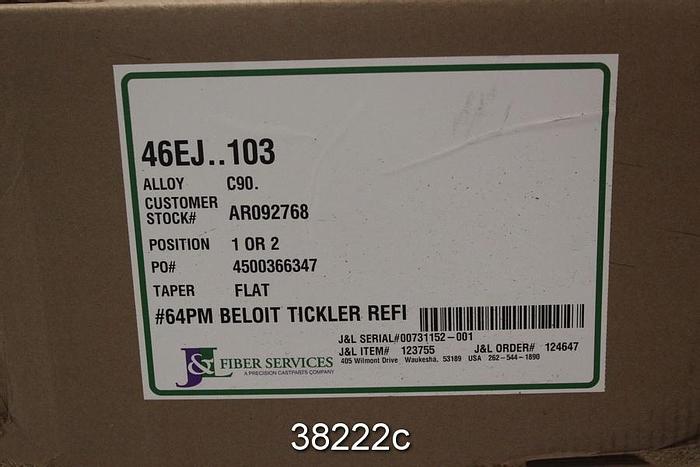 46EJ..103
ALLOY C90.
CUSTOMER STOCK# AR092768
POSITION 1 OR 2
PO# 4500366347
TAPER FLAT
#64PM BELOIT TICKLER REFI
J&L SERIAL#00731152-001
J&L ITEM# 123755 J&L ORDER# 124647
405 Wilmont Drive Waukesha. 53189 USA 262-544-1890
J&L FIBER SERVICES
A PRECISION CASTPARTS COMPANY
38222c